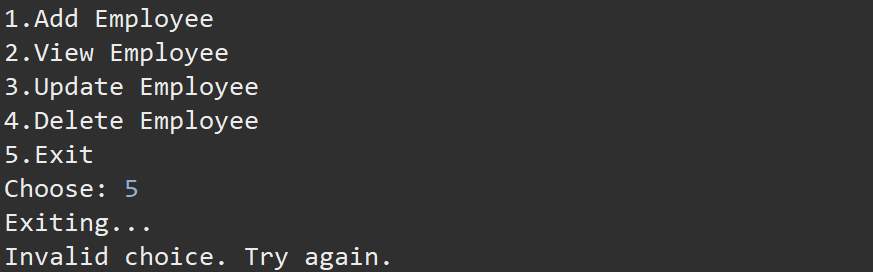 1.Add Employee
2.View Employee
3.Update Employee
4.Delete Employee
5.Exit
Choose: 5
Exiting...
Invalid choice. Try again.